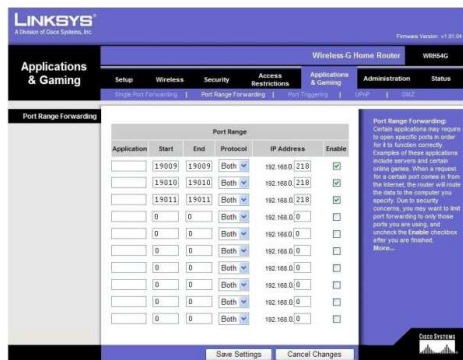 LINKSYS®
A Division of Cisco Systems, Inc.
Firmware Version: v1.01.04
Wireless-G Home Router WRH54G
Applications & Gaming
Setup Wireless Security Access Restrictions Applications & Gaming Administration Status
Single Port Forwarding | Port Range Forwarding | Port Triggering | UPnP | DMZ
Port Range Forwarding
Port Range
Application Start End Protocol IP Address Enable
19009 19009 Both 192.168.0. 218
19010 19010 Both 192.168.0. 218
19011 19011 Both 192.168.0. 218
0 0 Both 192.168.0. 0
0 0 Both 192.168.0. 0
0 0 Both 192.168.0. 0
0 0 Both 192.168.0. 0
0 0 Both 192.168.0. 0
0 0 Both 192.168.0. 0
0 0 Both 192.168.0. 0
Port Range Forwarding:
Certain applications may require
to open specific ports in order
for it to function correctly.
Examples of these applications
include servers and certain
online games. When a request
for a certain port comes in from
the Internet, the router will route
the data to the computer you
specify. Due to security
concerns, you may want to limit
port forwarding to only those
ports you are using, and
uncheck the Enable checkbox
after you are finished.
More...
Save Settings Cancel Changes
CISCO SYSTEMS